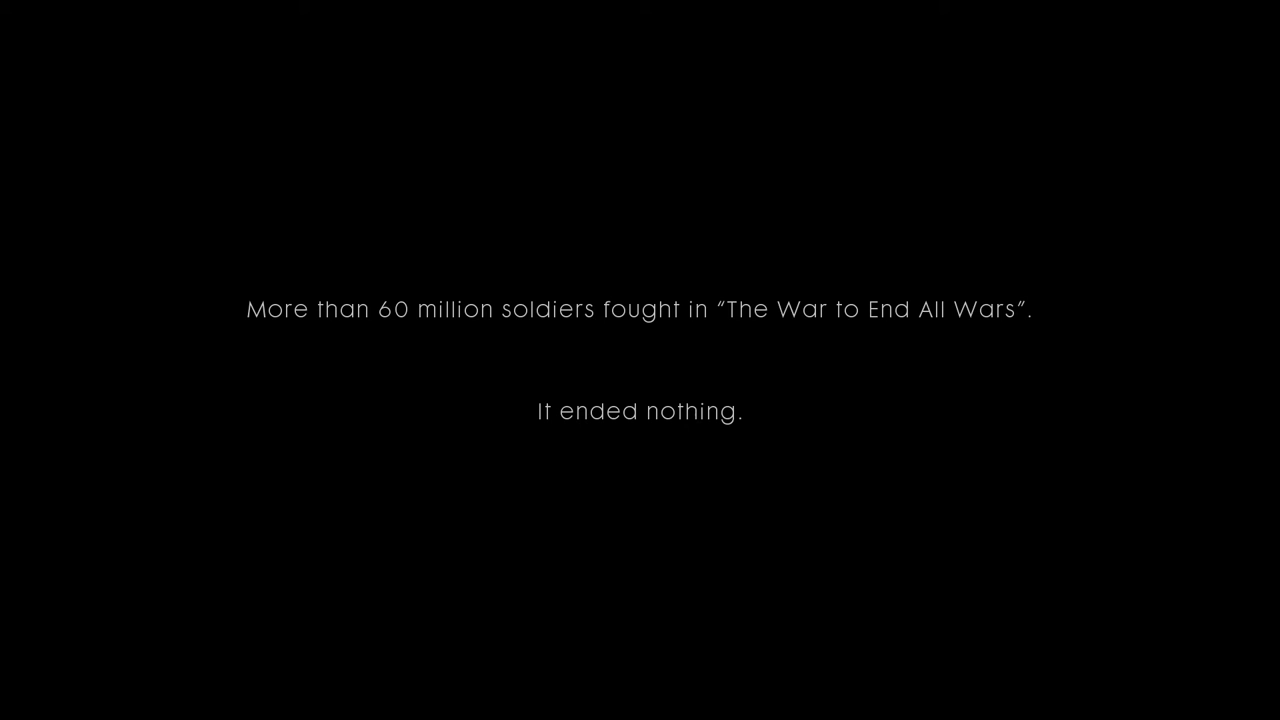 More than 60 million soldiers fought in “The War to End All Wars”.
It ended nothing.